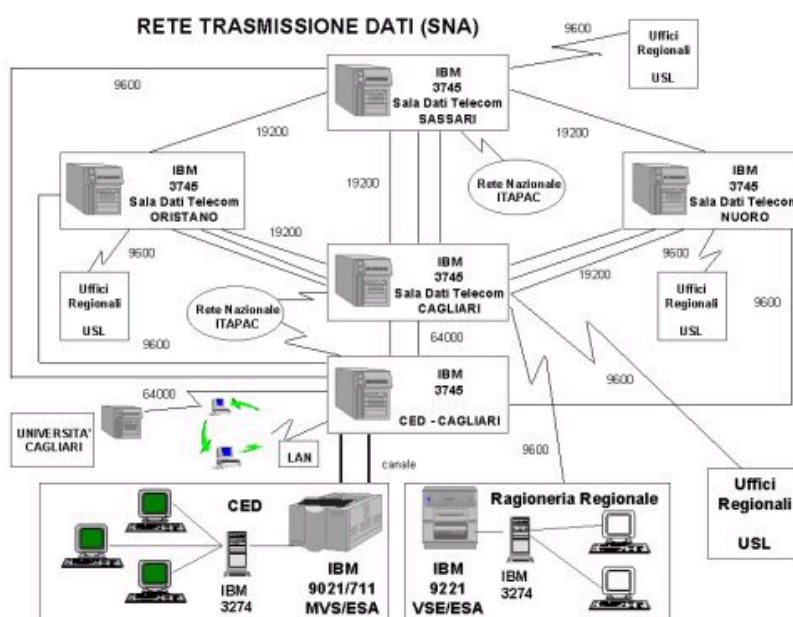 RETE TRASMISSIONE DATI (SNA)
9600
Uffici
Regionali
USL
9600
IBM
3745
Sala Dati Telecom
SASSARI
19200
19200
IBM
3745
Sala Dati Telecom
ORISTANO
19200
Rete Nazionale
ITAPAC
IBM
3745
Sala Dati Telecom
NUORO
19200
9600
Uffici
Regionali
USL
IBM
3745
Sala Dati Telecom
CAGLIARI
9600
19200
Uffici
Regionali
USL
Rete Nazionale
ITAPAC
9600
64000
9600
IBM
3745
CED - CAGLIARI
9600
64000
UNIVERSITA'
CAGLIARI
LAN
canale
9600
Uffici
Regionali
USL
CED
IBM
3274
IBM
9021/711
MVS/ESA
Ragioneria Regionale
IBM
9221
VSE/ESA
IBM
3274